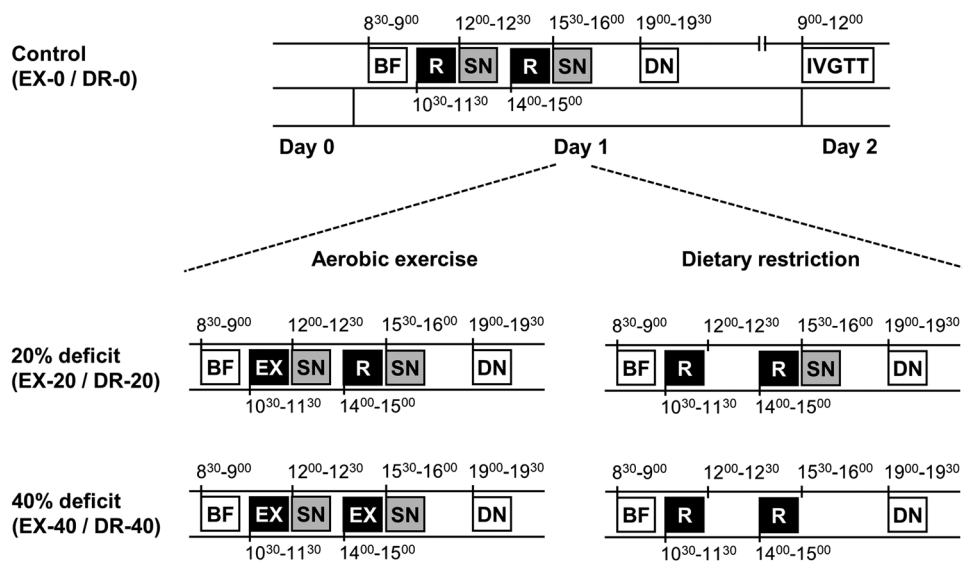 8³⁰-9⁰⁰ 12⁰⁰-12³⁰ 15³⁰-16⁰⁰ 19⁰⁰-19³⁰ 9⁰⁰-12⁰⁰
Control
(EX-0 / DR-0)
BF R SN R SN DN IVGTT
10³⁰-11³⁰ 14⁰⁰-15⁰⁰
Day 0 Day 1 Day 2
Aerobic exercise Dietary restriction
8³⁰-9⁰⁰ 12⁰⁰-12³⁰ 15³⁰-16⁰⁰ 19⁰⁰-19³⁰ 8³⁰-9⁰⁰ 12⁰⁰-12³⁰ 15³⁰-16⁰⁰ 19⁰⁰-19³⁰
20% deficit
(EX-20 / DR-20)
BF EX SN R SN DN BF R R SN DN
10³⁰-11³⁰ 14⁰⁰-15⁰⁰ 10³⁰-11³⁰ 14⁰⁰-15⁰⁰
8³⁰-9⁰⁰ 12⁰⁰-12³⁰ 15³⁰-16⁰⁰ 19⁰⁰-19³⁰ 8³⁰-9⁰⁰ 12⁰⁰-12³⁰ 15³⁰-16⁰⁰ 19⁰⁰-19³⁰
40% deficit
(EX-40 / DR-40)
BF EX SN EX SN DN BF R R DN
10³⁰-11³⁰ 14⁰⁰-15⁰⁰ 10³⁰-11³⁰ 14⁰⁰-15⁰⁰